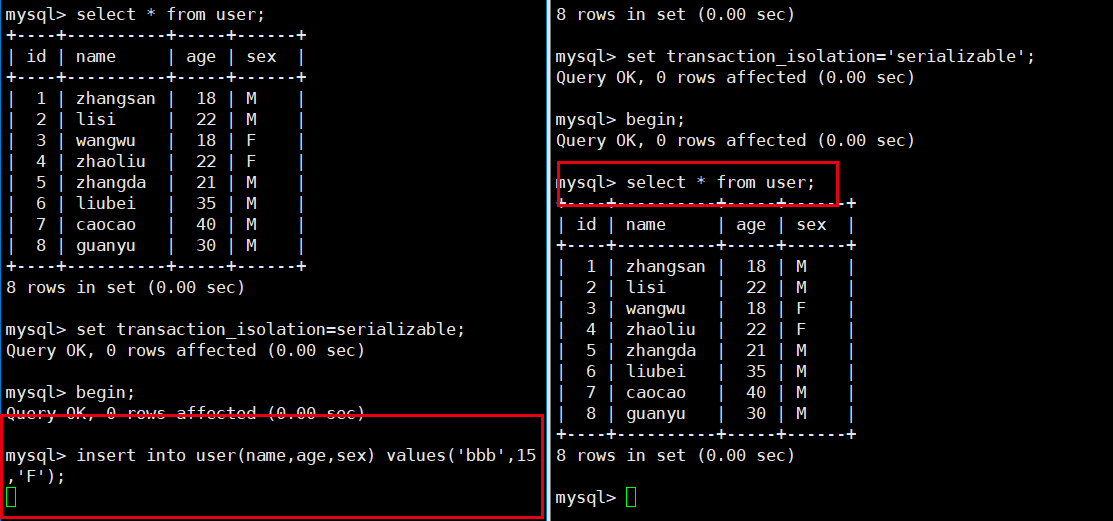 mysql> select * from user;
+----+----------+-----+------+
| id | name     | age | sex  |
+----+----------+-----+------+
|  1 | zhangsan |  18 | M    |
|  2 | lisi     |  22 | M    |
|  3 | wangwu   |  18 | F    |
|  4 | zhaoliu  |  22 | F    |
|  5 | zhangda  |  21 | M    |
|  6 | liubei   |  35 | M    |
|  7 | caocao   |  40 | M    |
|  8 | guanyu   |  30 | M    |
+----+----------+-----+------+
8 rows in set (0.00 sec)
mysql> set transaction_isolation=serializable;
Query OK, 0 rows affected (0.00 sec)
mysql> begin;
Query OK, 0 rows affected (0.00 sec)
mysql> insert into user(name,age,sex) values('bbb',15
,'F');
8 rows in set (0.00 sec)
mysql> set transaction_isolation='serializable';
Query OK, 0 rows affected (0.00 sec)
mysql> begin;
Query OK, 0 rows affected (0.00 sec)
mysql> select * from user;
+----+----------+-----+------+
| id | name     | age | sex  |
+----+----------+-----+------+
|  1 | zhangsan |  18 | M    |
|  2 | lisi     |  22 | M    |
|  3 | wangwu   |  18 | F    |
|  4 | zhaoliu  |  22 | F    |
|  5 | zhangda  |  21 | M    |
|  6 | liubei   |  35 | M    |
|  7 | caocao   |  40 | M    |
|  8 | guanyu   |  30 | M    |
+----+----------+-----+------+
8 rows in set (0.00 sec)
mysql>